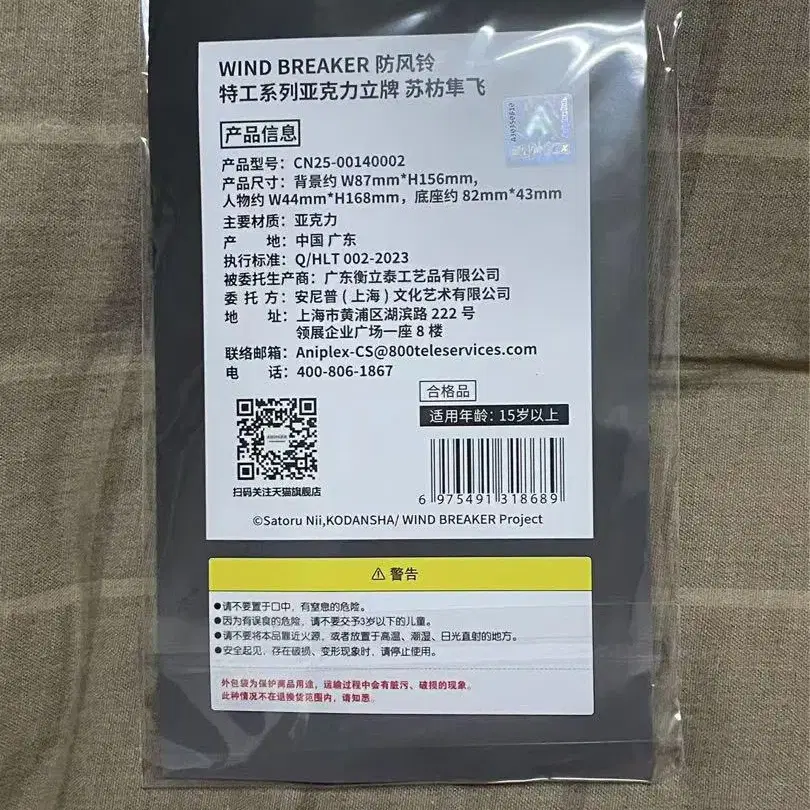 WIND BREAKER 防风铃
特工系列亚克力立牌 苏枋隼飞
产品信息
产品型号：CN25-00140002
产品尺寸：背景约 W87mm*H156mm,
人物约 W44mm*H168mm，底座约 82mm*43mm
主要材质：亚克力
产 地：中国 广东
执行标准：Q/HLT 002-2023
被委托生产商：广东衡立泰工艺品有限公司
委 托 方：安尼普 ( 上海 ) 文化艺术有限公司
地 址：上海市黄浦区湖滨路 222 号
领展企业广场一座 8 楼
联络邮箱：Aniplex-CS@800teleservices.com
电 话：400-806-1867
合格品
适用年龄：15岁以上
扫码关注天猫旗舰店
6 975491 318689
©Satoru Nii,KODANSHA/ WIND BREAKER Project
⚠ 警告
●请不要置于口中，有窒息的危险。
●因为有误食的危险，请不要交予3岁以下的儿童。
●请不要将本品靠近火源，或者放置于高温、潮湿、日光直射的地方。
●安全起见，存在破损、变形现象时，请停止使用。
外包袋为保护商品用途，运输过程中会有脏污、破损的现象。
此种情况不在退换货范围内，请知悉。